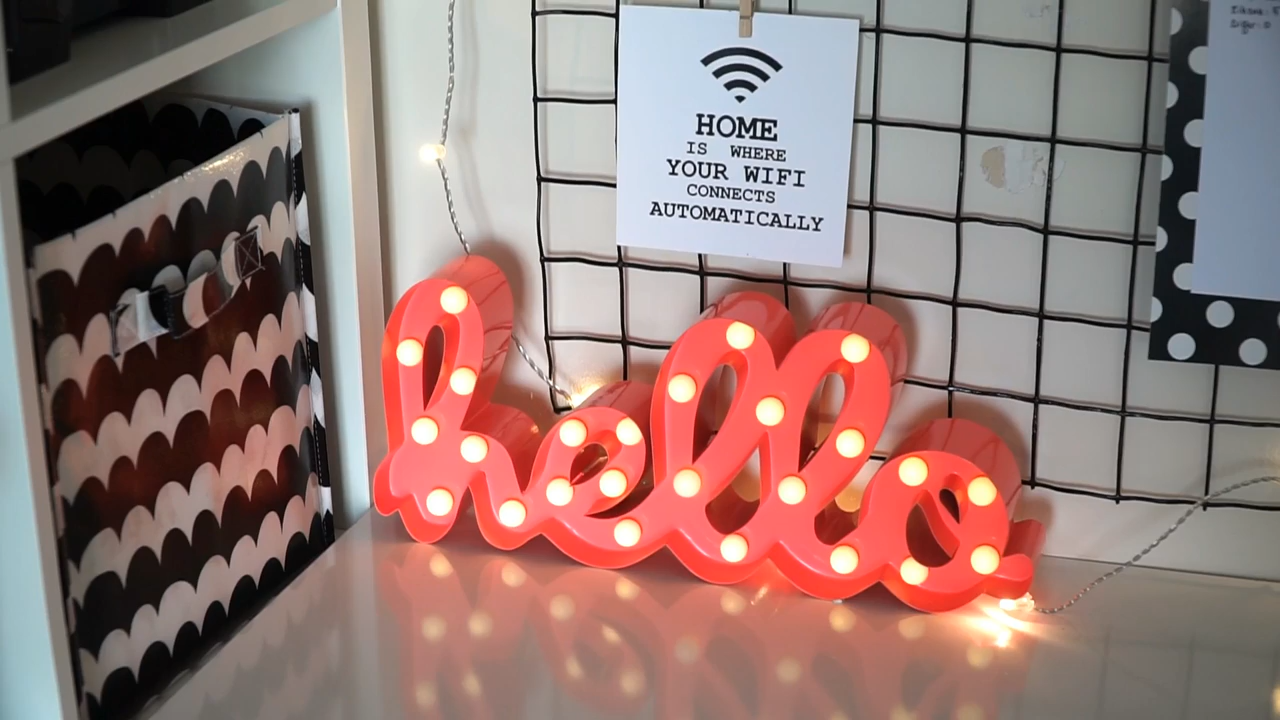 HOME
IS WHERE
YOUR WIFI
CONNECTS
AUTOMATICALLY
hello